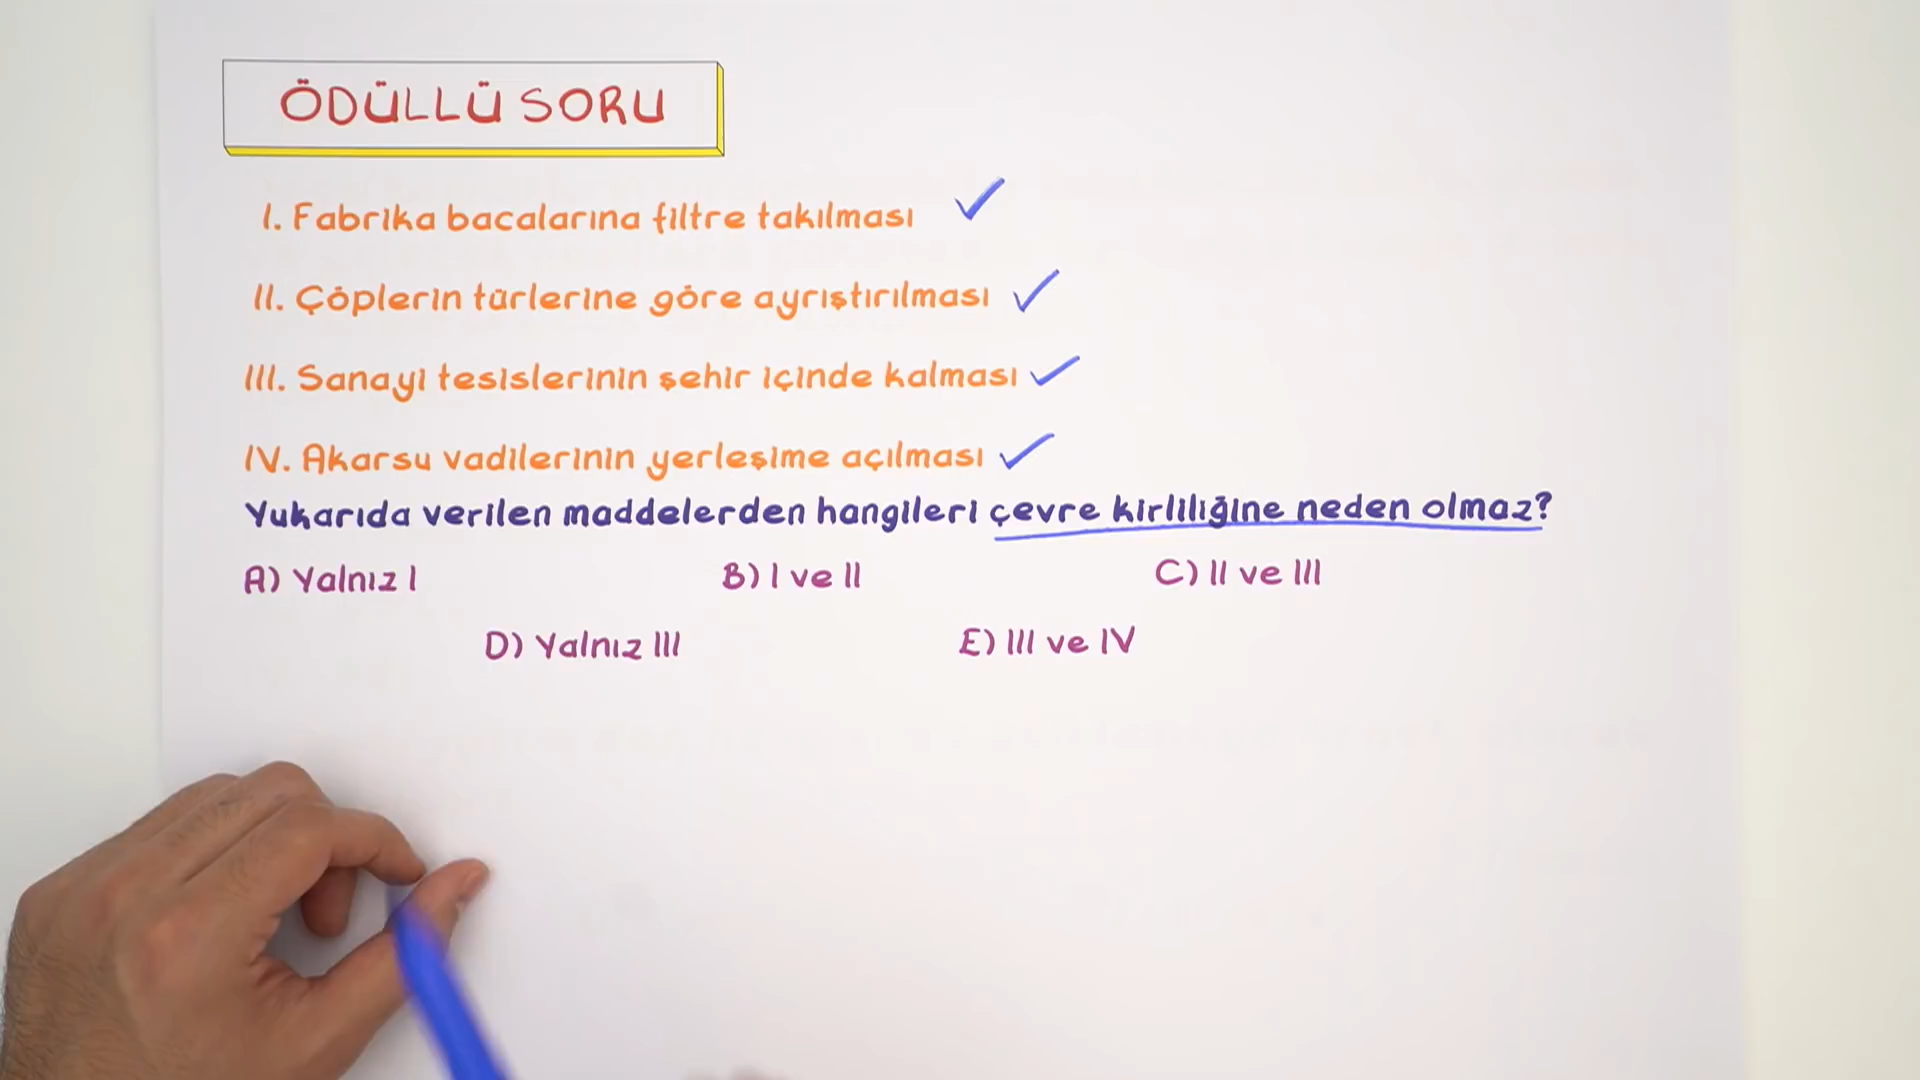 ÖDÜLLÜ SORU
I. Fabrika bacalarına filtre takılması
II. Çöplerin türlerine göre ayrıştırılması
III. Sanayi tesislerinin şehir içinde kalması
IV. Akarsu vadilerinin yerleşime açılması
Yukarıda verilen maddelerden hangileri çevre kirliliğine neden olmaz?
A) Yalnız I B) I ve II C) II ve III
D) Yalnız III E) III ve IV